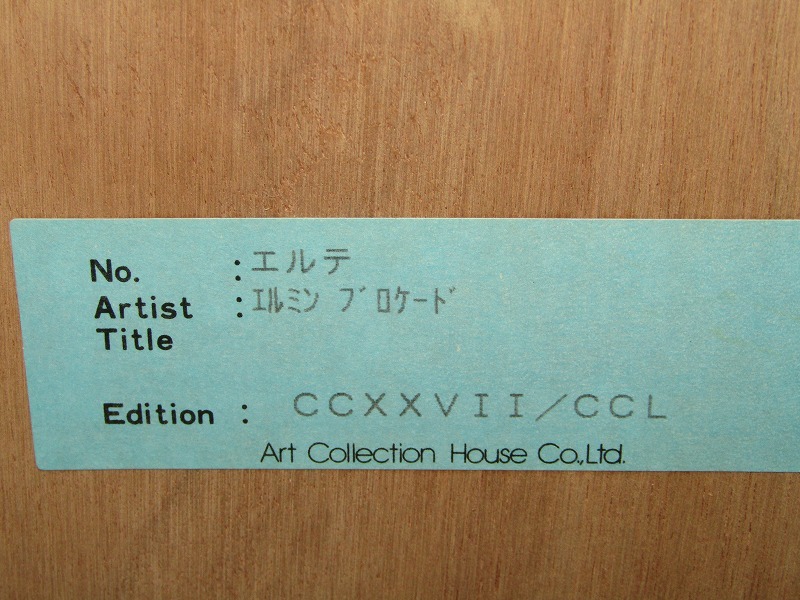 No. :エルテ
Artist :エルミン ブロケード
Title
Edition : CCXXVII/CCL
Art Collection House Co.,Ltd.